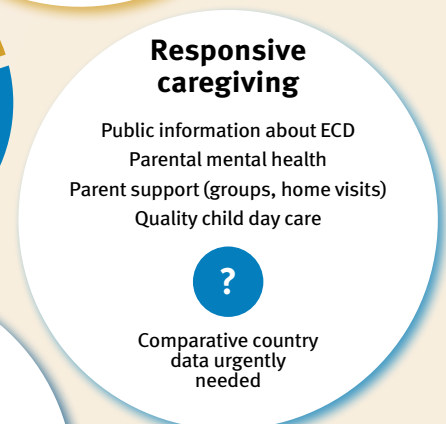 Responsive
caregiving
Public information about ECD
Parental mental health
Parent support (groups, home visits)
Quality child day care
?
Comparative country
data urgently
needed